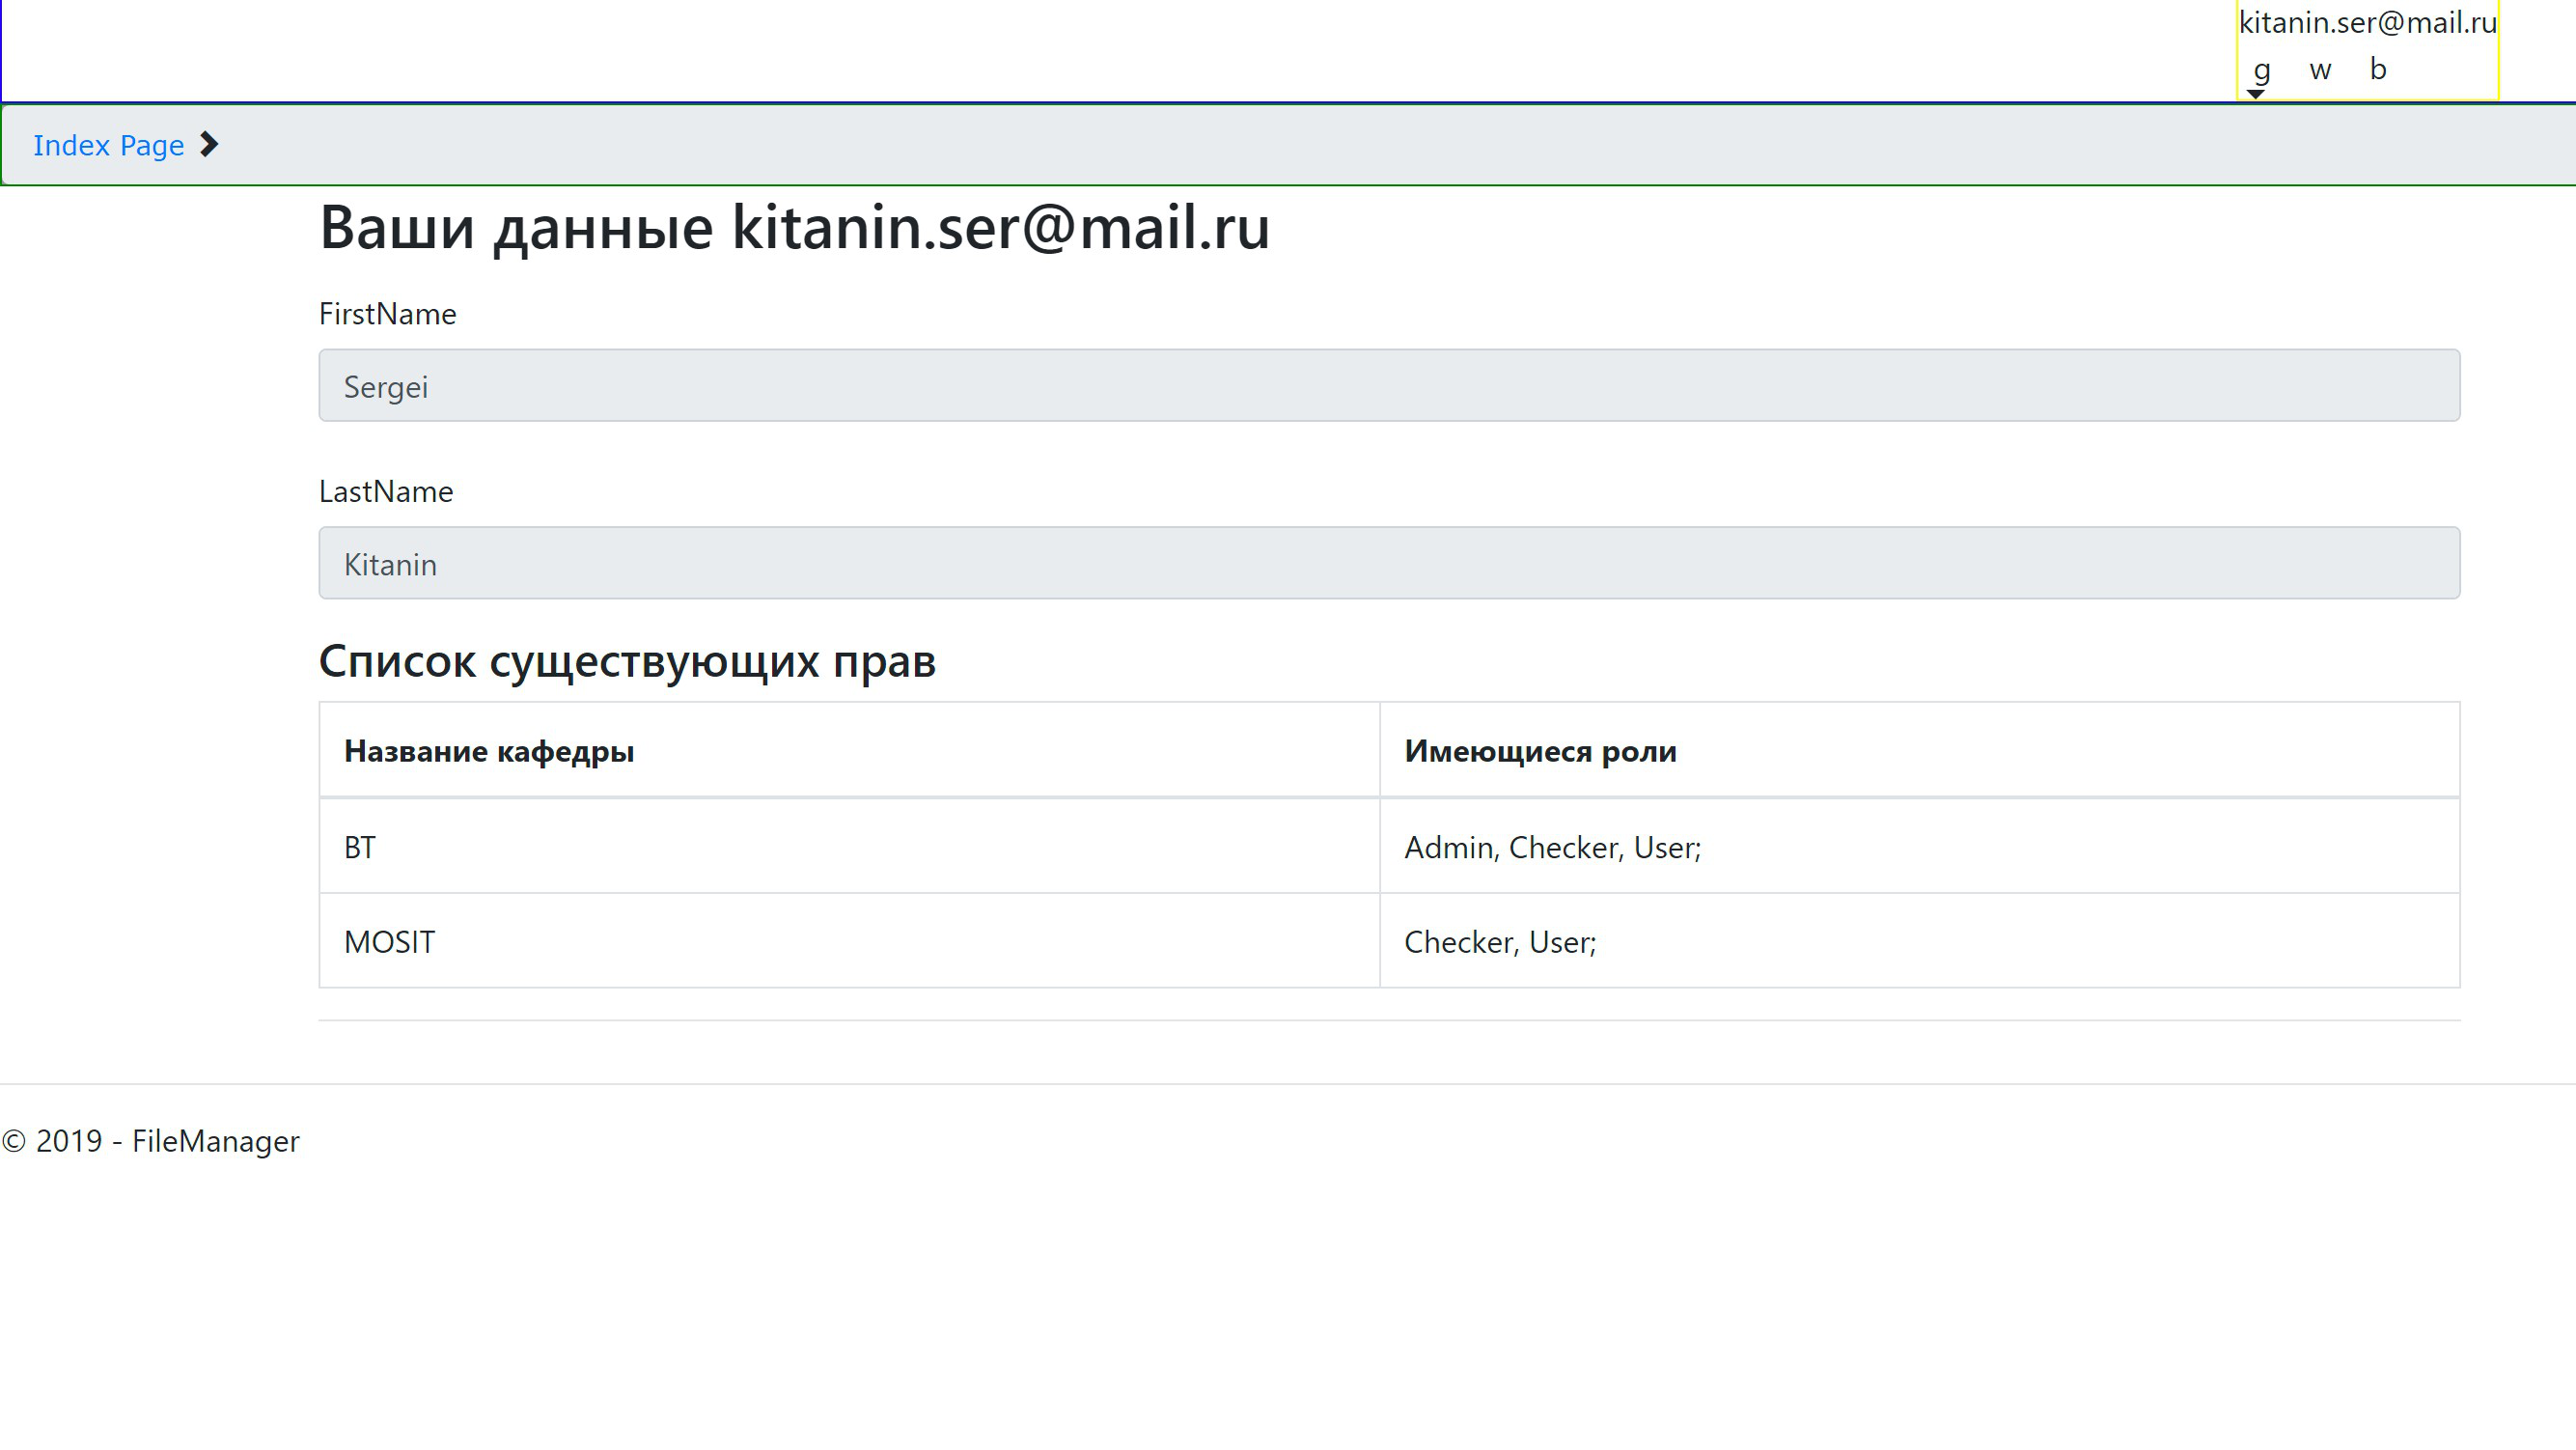 kitanin.ser@mail.ru
g w b
Index Page
Ваши данные kitanin.ser@mail.ru
FirstName
Sergei
LastName
Kitanin
Список существующих прав
Название кафедры Имеющиеся роли
BT Admin, Checker, User;
MOSIT Checker, User;
© 2019 - FileManager